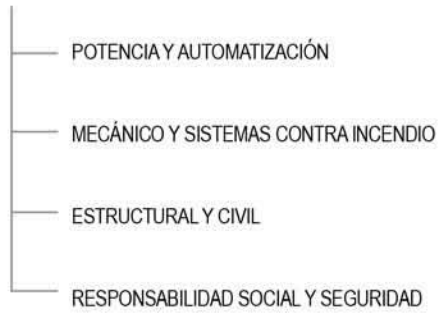 POTENCIA Y AUTOMATIZACIÓN
MECÁNICO Y SISTEMAS CONTRA INCENDIO
ESTRUCTURAL Y CIVIL
RESPONSABILIDAD SOCIAL Y SEGURIDAD